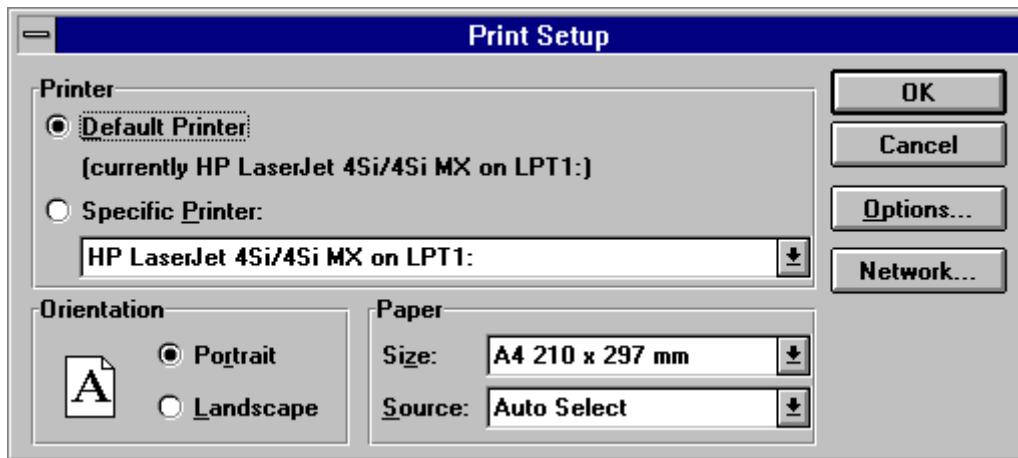 Print Setup
Printer
Default Printer
(currently HP LaserJet 4Si/4Si MX on LPT1:)
Specific Printer:
HP LaserJet 4Si/4Si MX on LPT1:
OK
Cancel
Options...
Network...
Orientation
A
Portrait
Landscape
Paper
Size: A4 210 x 297 mm
Source: Auto Select